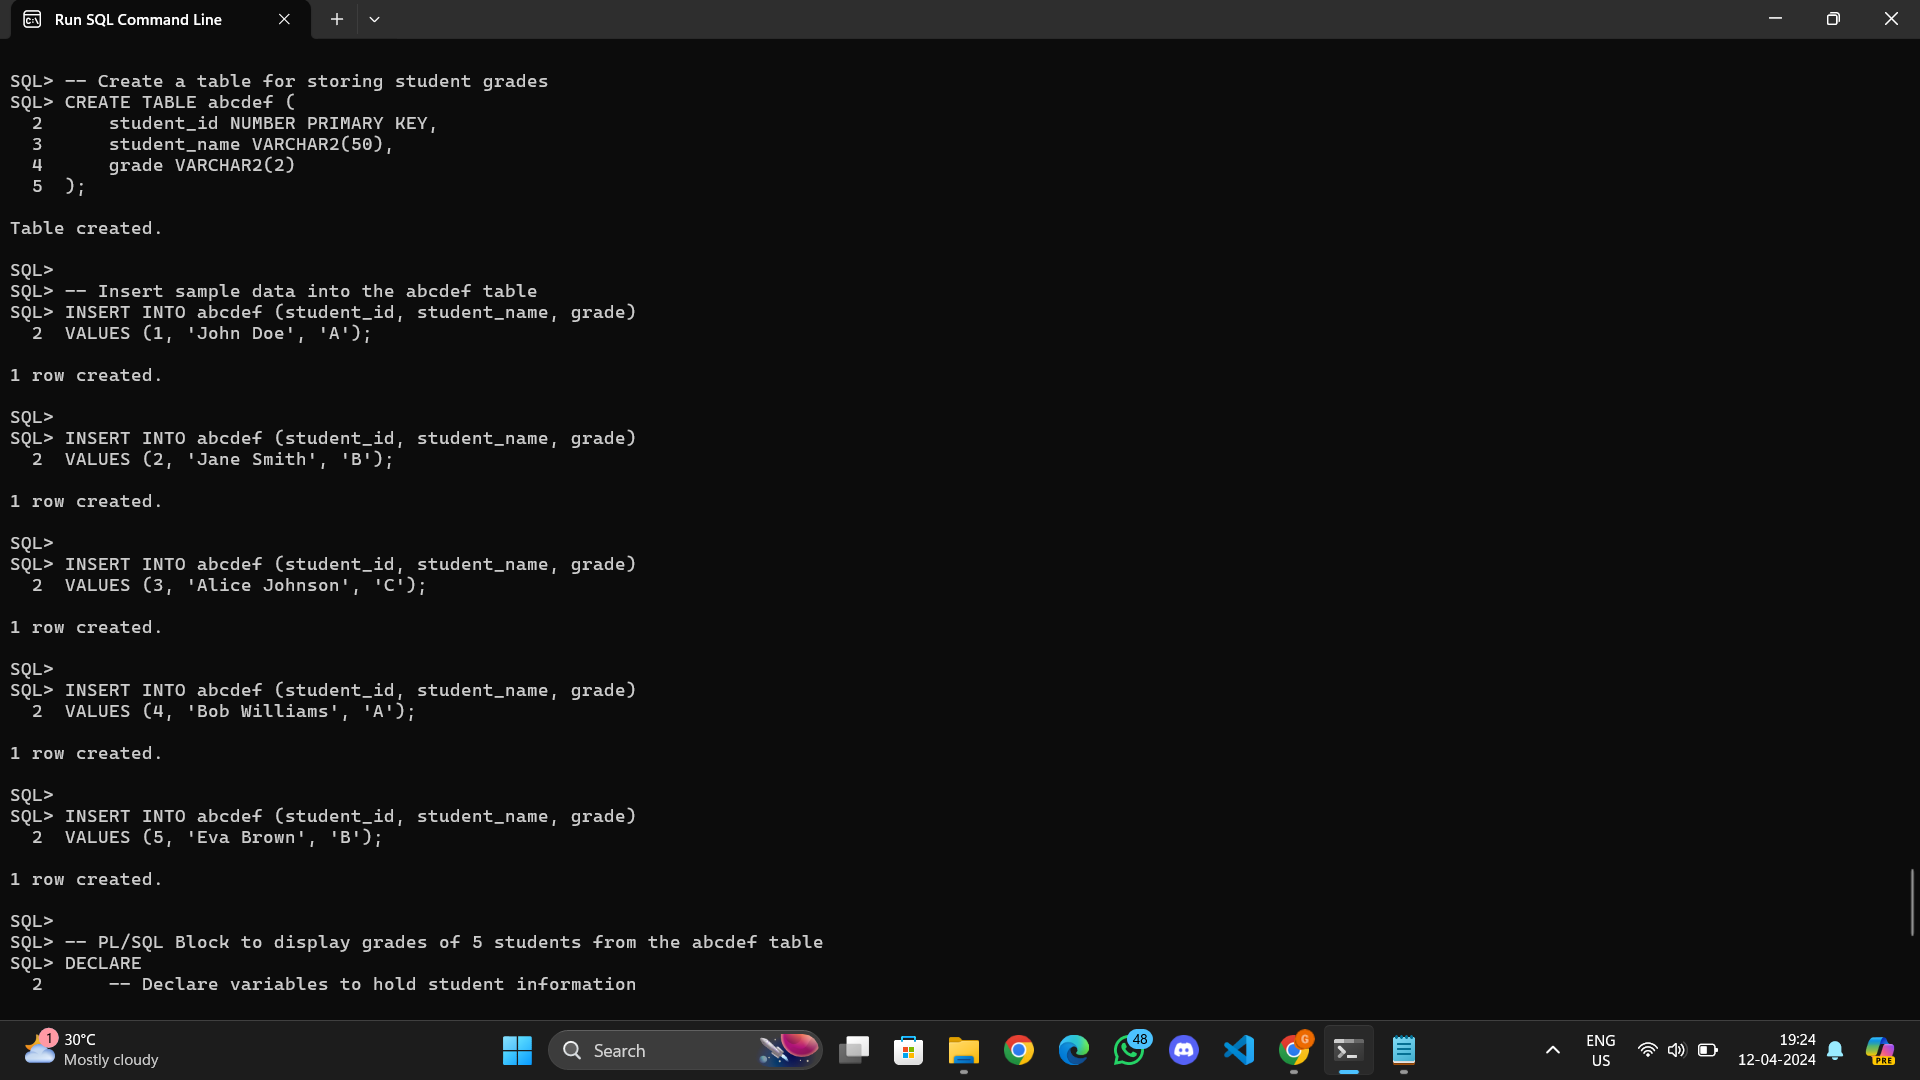 Run SQL Command Line
SQL> -- Create a table for storing student grades
SQL> CREATE TABLE abcdef (
  2      student_id NUMBER PRIMARY KEY,
  3      student_name VARCHAR2(50),
  4      grade VARCHAR2(2)
  5  );
Table created.
SQL>
SQL> -- Insert sample data into the abcdef table
SQL> INSERT INTO abcdef (student_id, student_name, grade)
  2  VALUES (1, 'John Doe', 'A');
1 row created.
SQL>
SQL> INSERT INTO abcdef (student_id, student_name, grade)
  2  VALUES (2, 'Jane Smith', 'B');
1 row created.
SQL>
SQL> INSERT INTO abcdef (student_id, student_name, grade)
  2  VALUES (3, 'Alice Johnson', 'C');
1 row created.
SQL>
SQL> INSERT INTO abcdef (student_id, student_name, grade)
  2  VALUES (4, 'Bob Williams', 'A');
1 row created.
SQL>
SQL> INSERT INTO abcdef (student_id, student_name, grade)
  2  VALUES (5, 'Eva Brown', 'B');
1 row created.
SQL>
SQL> -- PL/SQL Block to display grades of 5 students from the abcdef table
SQL> DECLARE
  2      -- Declare variables to hold student information
1
30°C
Mostly cloudy
Search
48
G
ENG
US
19:24
12-04-2024
PRE